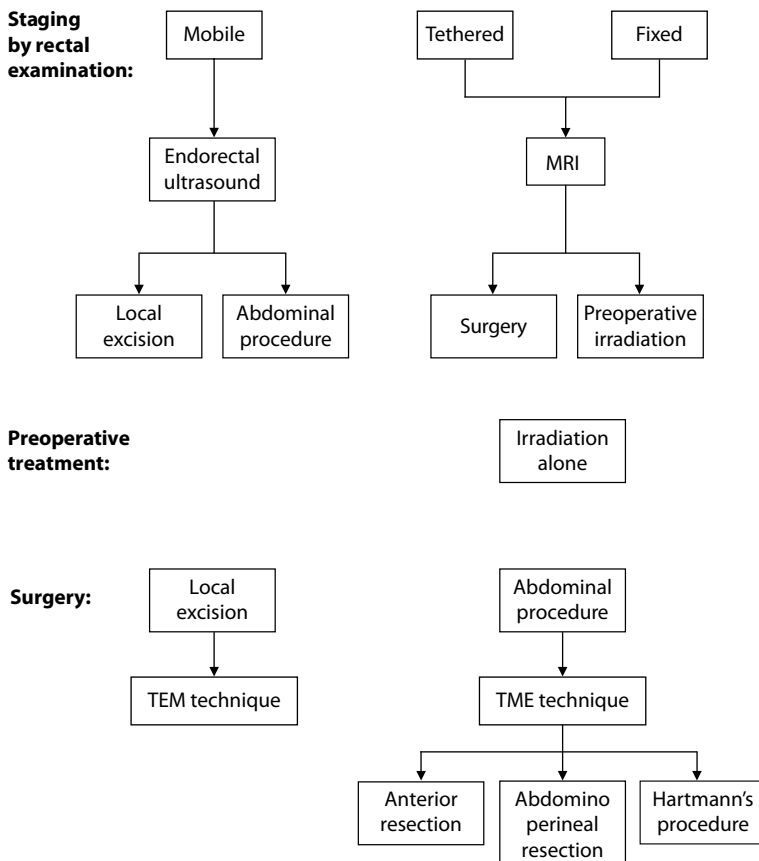 Staging
by rectal
examination:
Mobile
Tethered
Fixed
Endorectal
ultrasound
MRI
Local
excision
Abdominal
procedure
Surgery
Preoperative
irradiation
Preoperative
treatment:
Irradiation
alone
Surgery:
Local
excision
Abdominal
procedure
TEM technique
TME technique
Anterior
resection
Abdomino
perineal
resection
Hartmann's
procedure